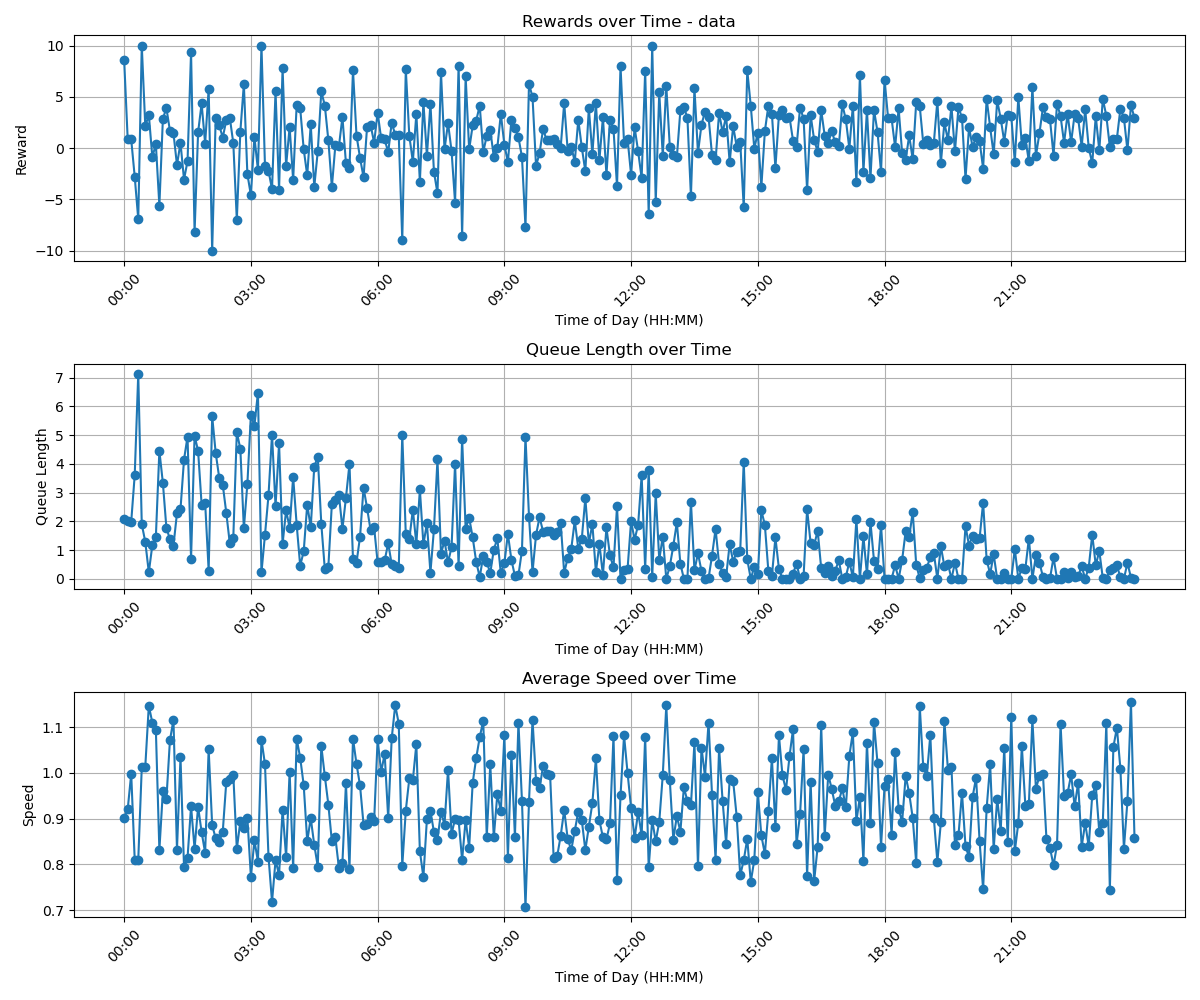 Rewards over Time - data
Reward
10
5
0
−5
−10
00:00 03:00 06:00 09:00 12:00 15:00 18:00 21:00
Time of Day (HH:MM)
Queue Length over Time
Queue Length
7
6
5
4
3
2
1
0
00:00 03:00 06:00 09:00 12:00 15:00 18:00 21:00
Time of Day (HH:MM)
Average Speed over Time
Speed
1.1
1.0
0.9
0.8
0.7
00:00 03:00 06:00 09:00 12:00 15:00 18:00 21:00
Time of Day (HH:MM)